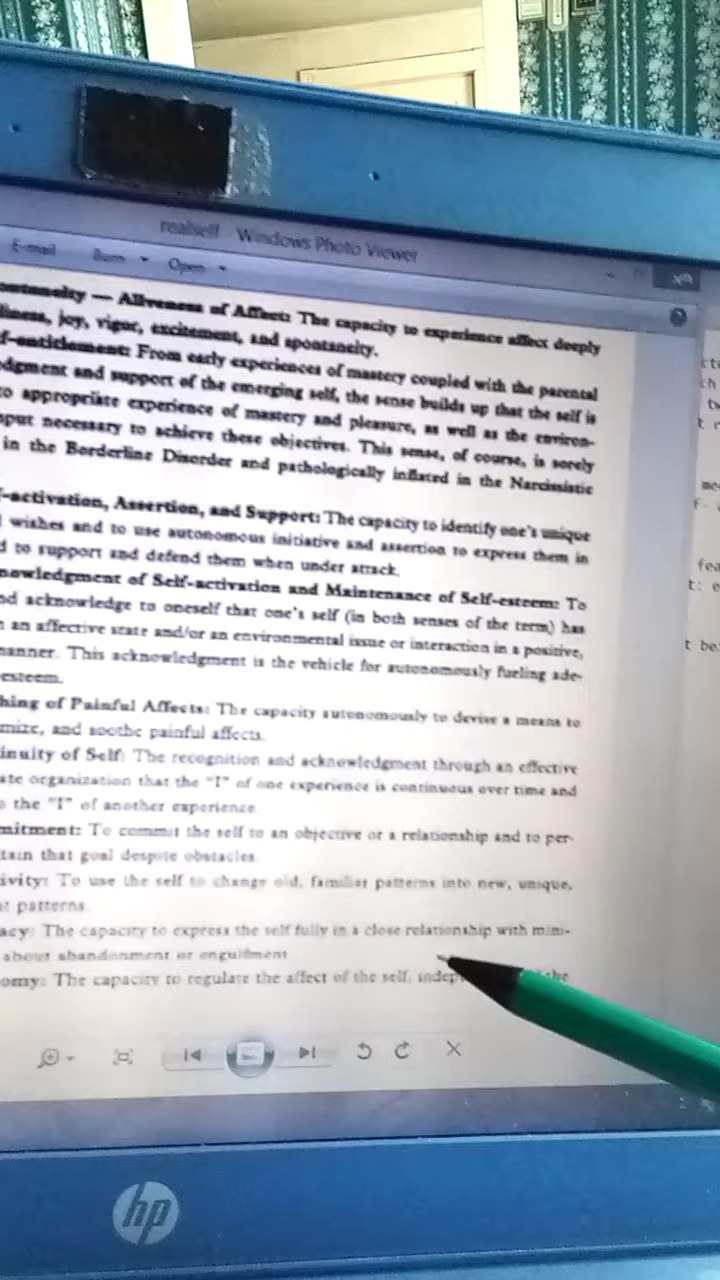 realself - Windows Photo Viewer
E-mail Burn Open
ontaneity — Aliveness of Affect: The capacity to experience affect deeply
liness, joy, vigor, excitement, and spontaneity.
f-entitlement: From early experiences of mastery coupled with the parental
dgment and support of the emerging self, the sense builds up that the self is
to appropriate experience of mastery and pleasure, as well as the environ-
nput necessary to achieve these objectives. This sense, of course, is sorely
in the Borderline Disorder and pathologically inflated in the Narcissistic
f-activation, Assertion, and Support: The capacity to identify one's unique
l wishes and to use autonomous initiative and assertion to express them in
d to support and defend them when under attack.
nowledgment of Self-activation and Maintenance of Self-esteem: To
nd acknowledge to oneself that one's self (in both senses of the term) has
h an affective state and/or an environmental issue or interaction in a positive,
manner. This acknowledgment is the vehicle for autonomously fueling ade-
esteem.
hing of Painful Affects: The capacity autonomously to devise a means to
mize, and soothe painful affects.
inuity of Self: The recognition and acknowledgment through an effective
ate organization that the "I" of one experience is continuous over time and
o the "I" of another experience.
mitment: To commit the self to an objective or a relationship and to per-
tain that goal despite obstacles.
ivity: To use the self to change old, familiar patterns into new, unique,
nt patterns.
acy: The capacity to express the self fully in a close relationship with mini-
about abandonment or engulfment.
omy: The capacity to regulate the affect of the self, indep the
hp